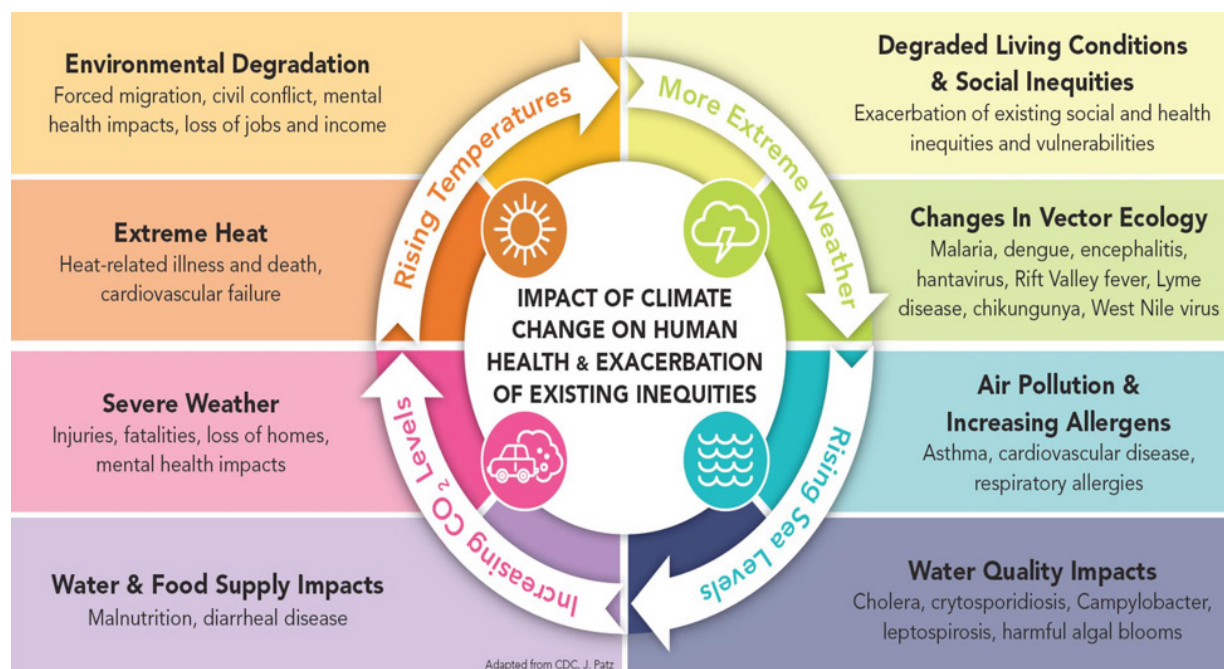 Environmental Degradation
Forced migration, civil conflict, mental
health impacts, loss of jobs and income
Degraded Living Conditions
& Social Inequities
Exacerbation of existing social and health
inequities and vulnerabilities
Extreme Heat
Heat-related illness and death,
cardiovascular failure
Changes In Vector Ecology
Malaria, dengue, encephalitis,
hantavirus, Rift Valley fever, Lyme
disease, chikungunya, West Nile virus
Severe Weather
Injuries, fatalities, loss of homes,
mental health impacts
Air Pollution &
Increasing Allergens
Asthma, cardiovascular disease,
respiratory allergies
Water & Food Supply Impacts
Malnutrition, diarrheal disease
Water Quality Impacts
Cholera, crytosporidiosis, Campylobacter,
leptospirosis, harmful algal blooms
Rising Temperatures
More Extreme Weather
Rising Sea Levels
Increasing CO₂ Levels
IMPACT OF CLIMATE
CHANGE ON HUMAN
HEALTH & EXACERBATION
OF EXISTING INEQUITIES
Adapted from CDC, J. Patz